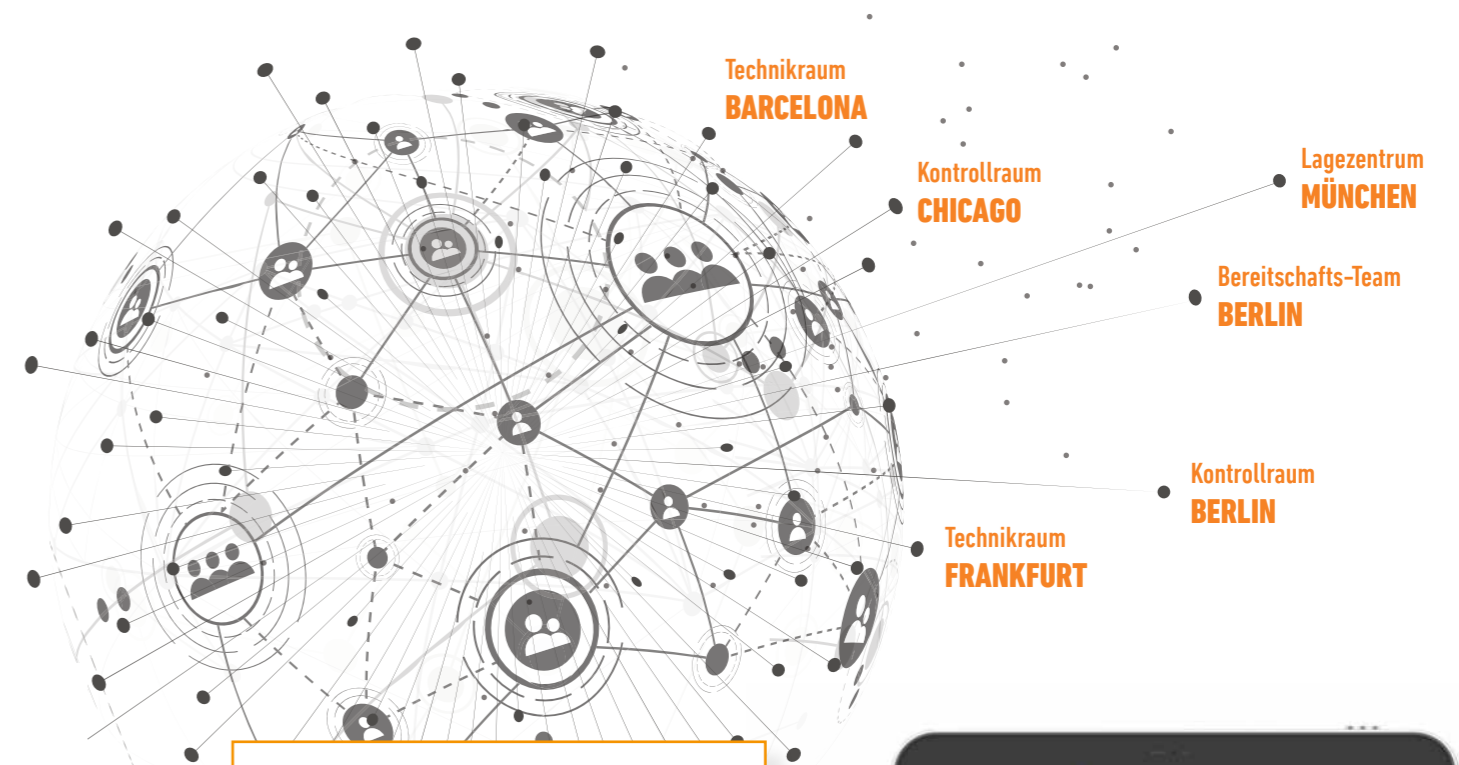 Technikraum
BARCELONA
Kontrollraum
CHICAGO
Lagezentrum
MÜNCHEN
Bereitschafts-Team
BERLIN
Kontrollraum
BERLIN
Technikraum
FRANKFURT